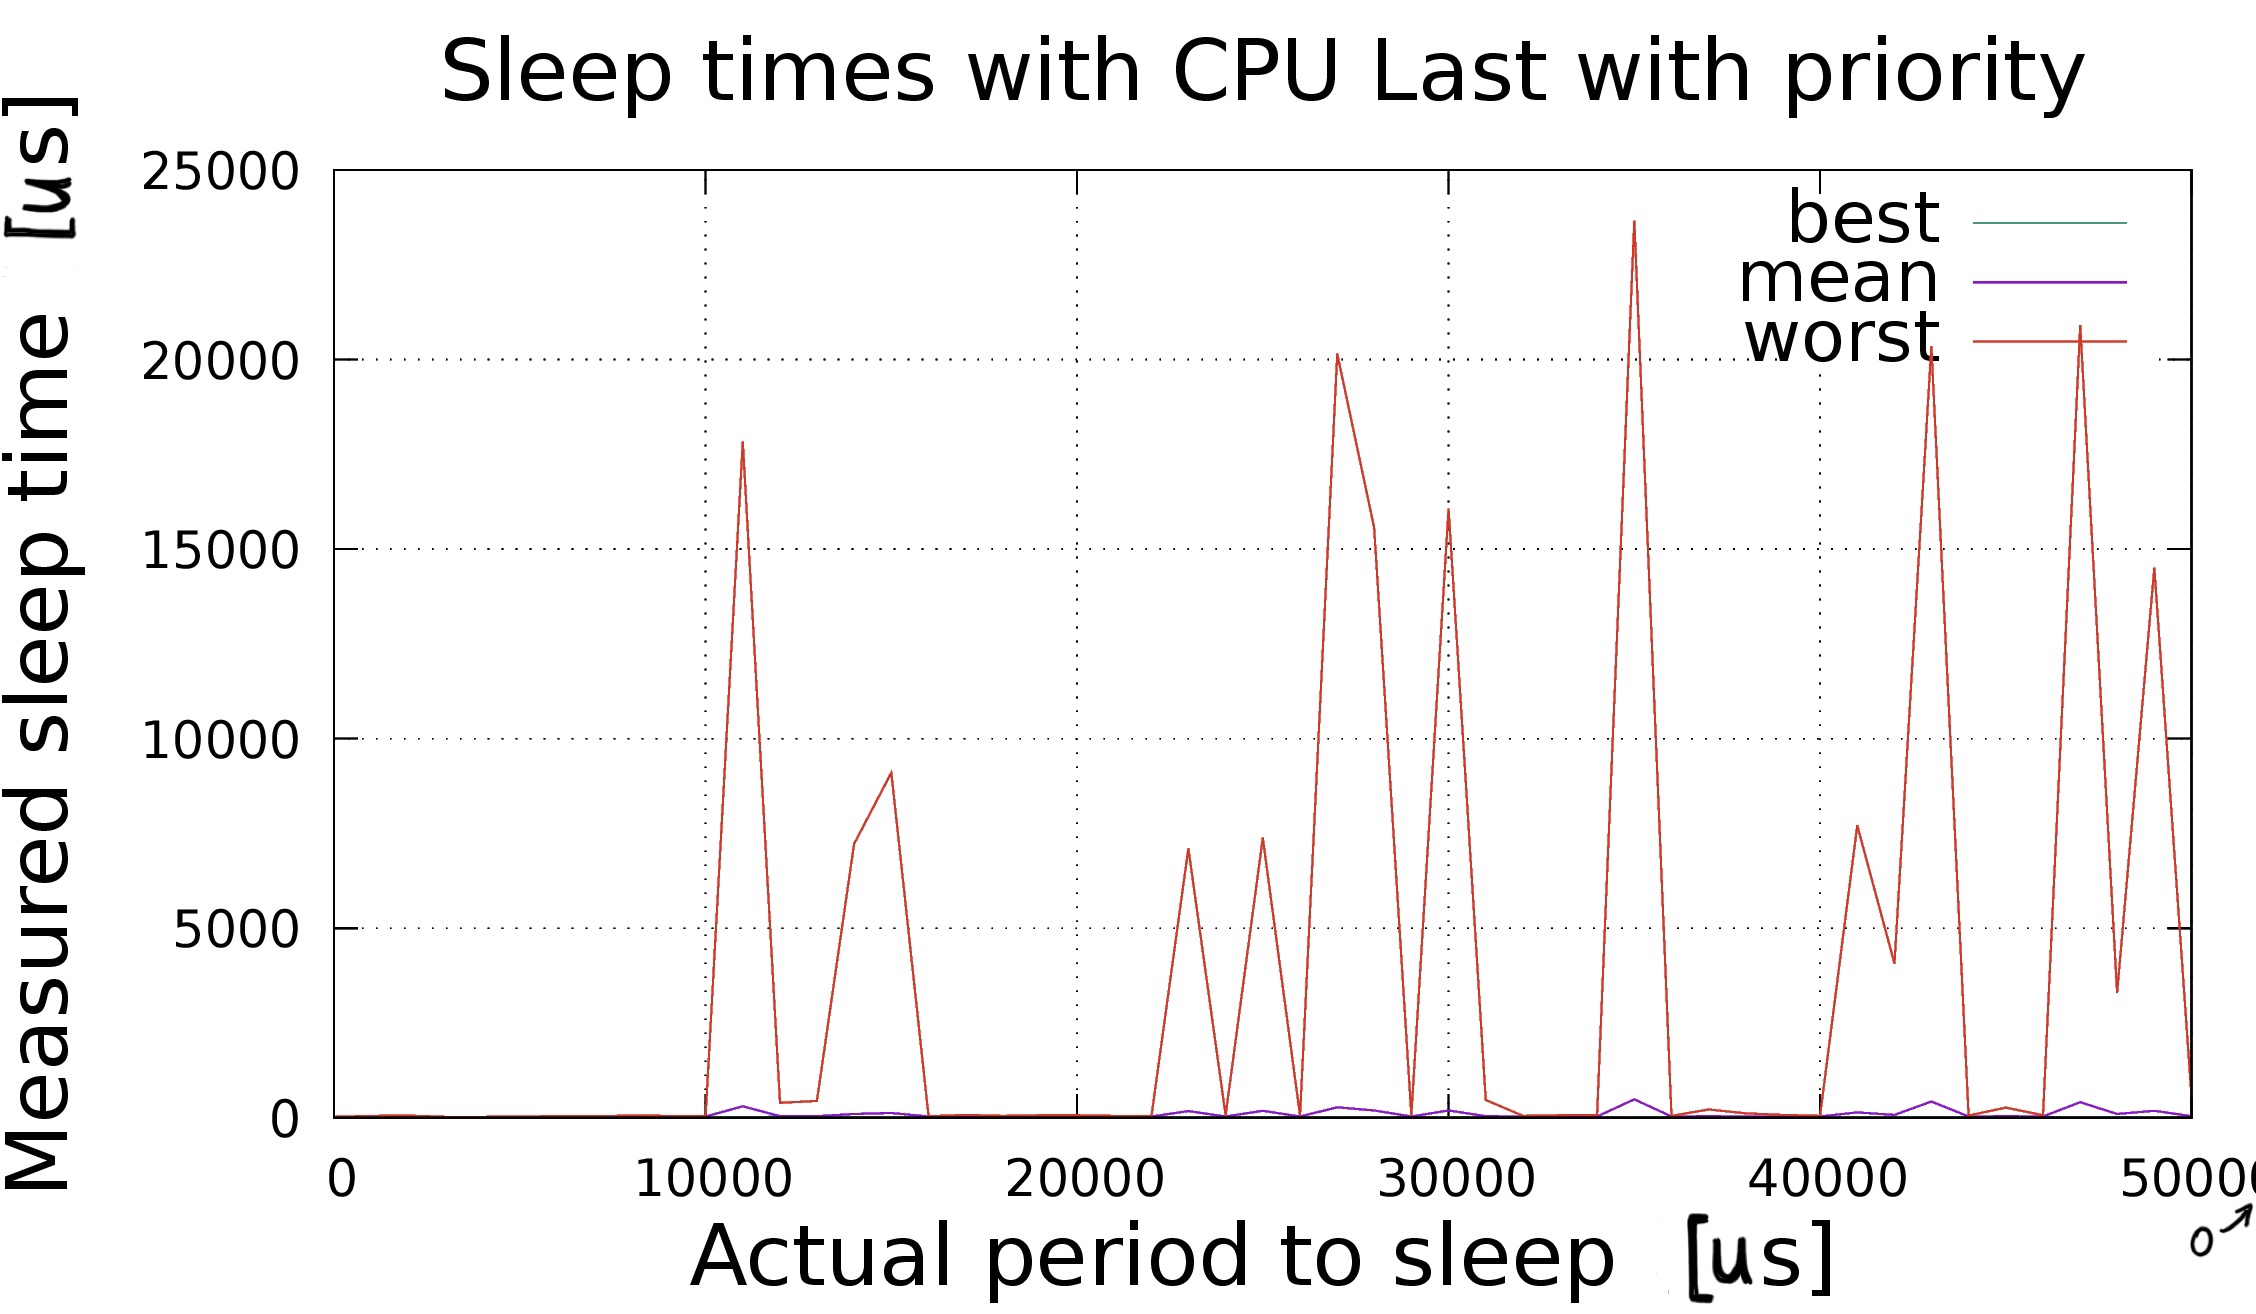 Sleep times with CPU Last with priority
Measured sleep time [us]
25000
20000
15000
10000
5000
0
best
mean
worst
0 10000 20000 30000 40000 50000
0
Actual period to sleep [us]